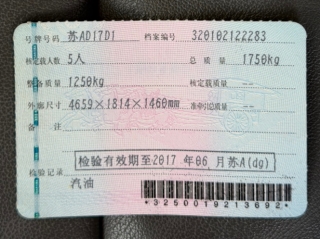 号牌号码 苏AD17D1 档案编号 320102122283
核定载人数 5人 总质量 1750kg
整备质量 1250kg 核定载质量 --
外廓尺寸 4659×1814×1460mm 准牵引总质量 --
备注
检验有效期至2017 年06 月苏A(dg)
检验记录
汽油
*3250019213692*